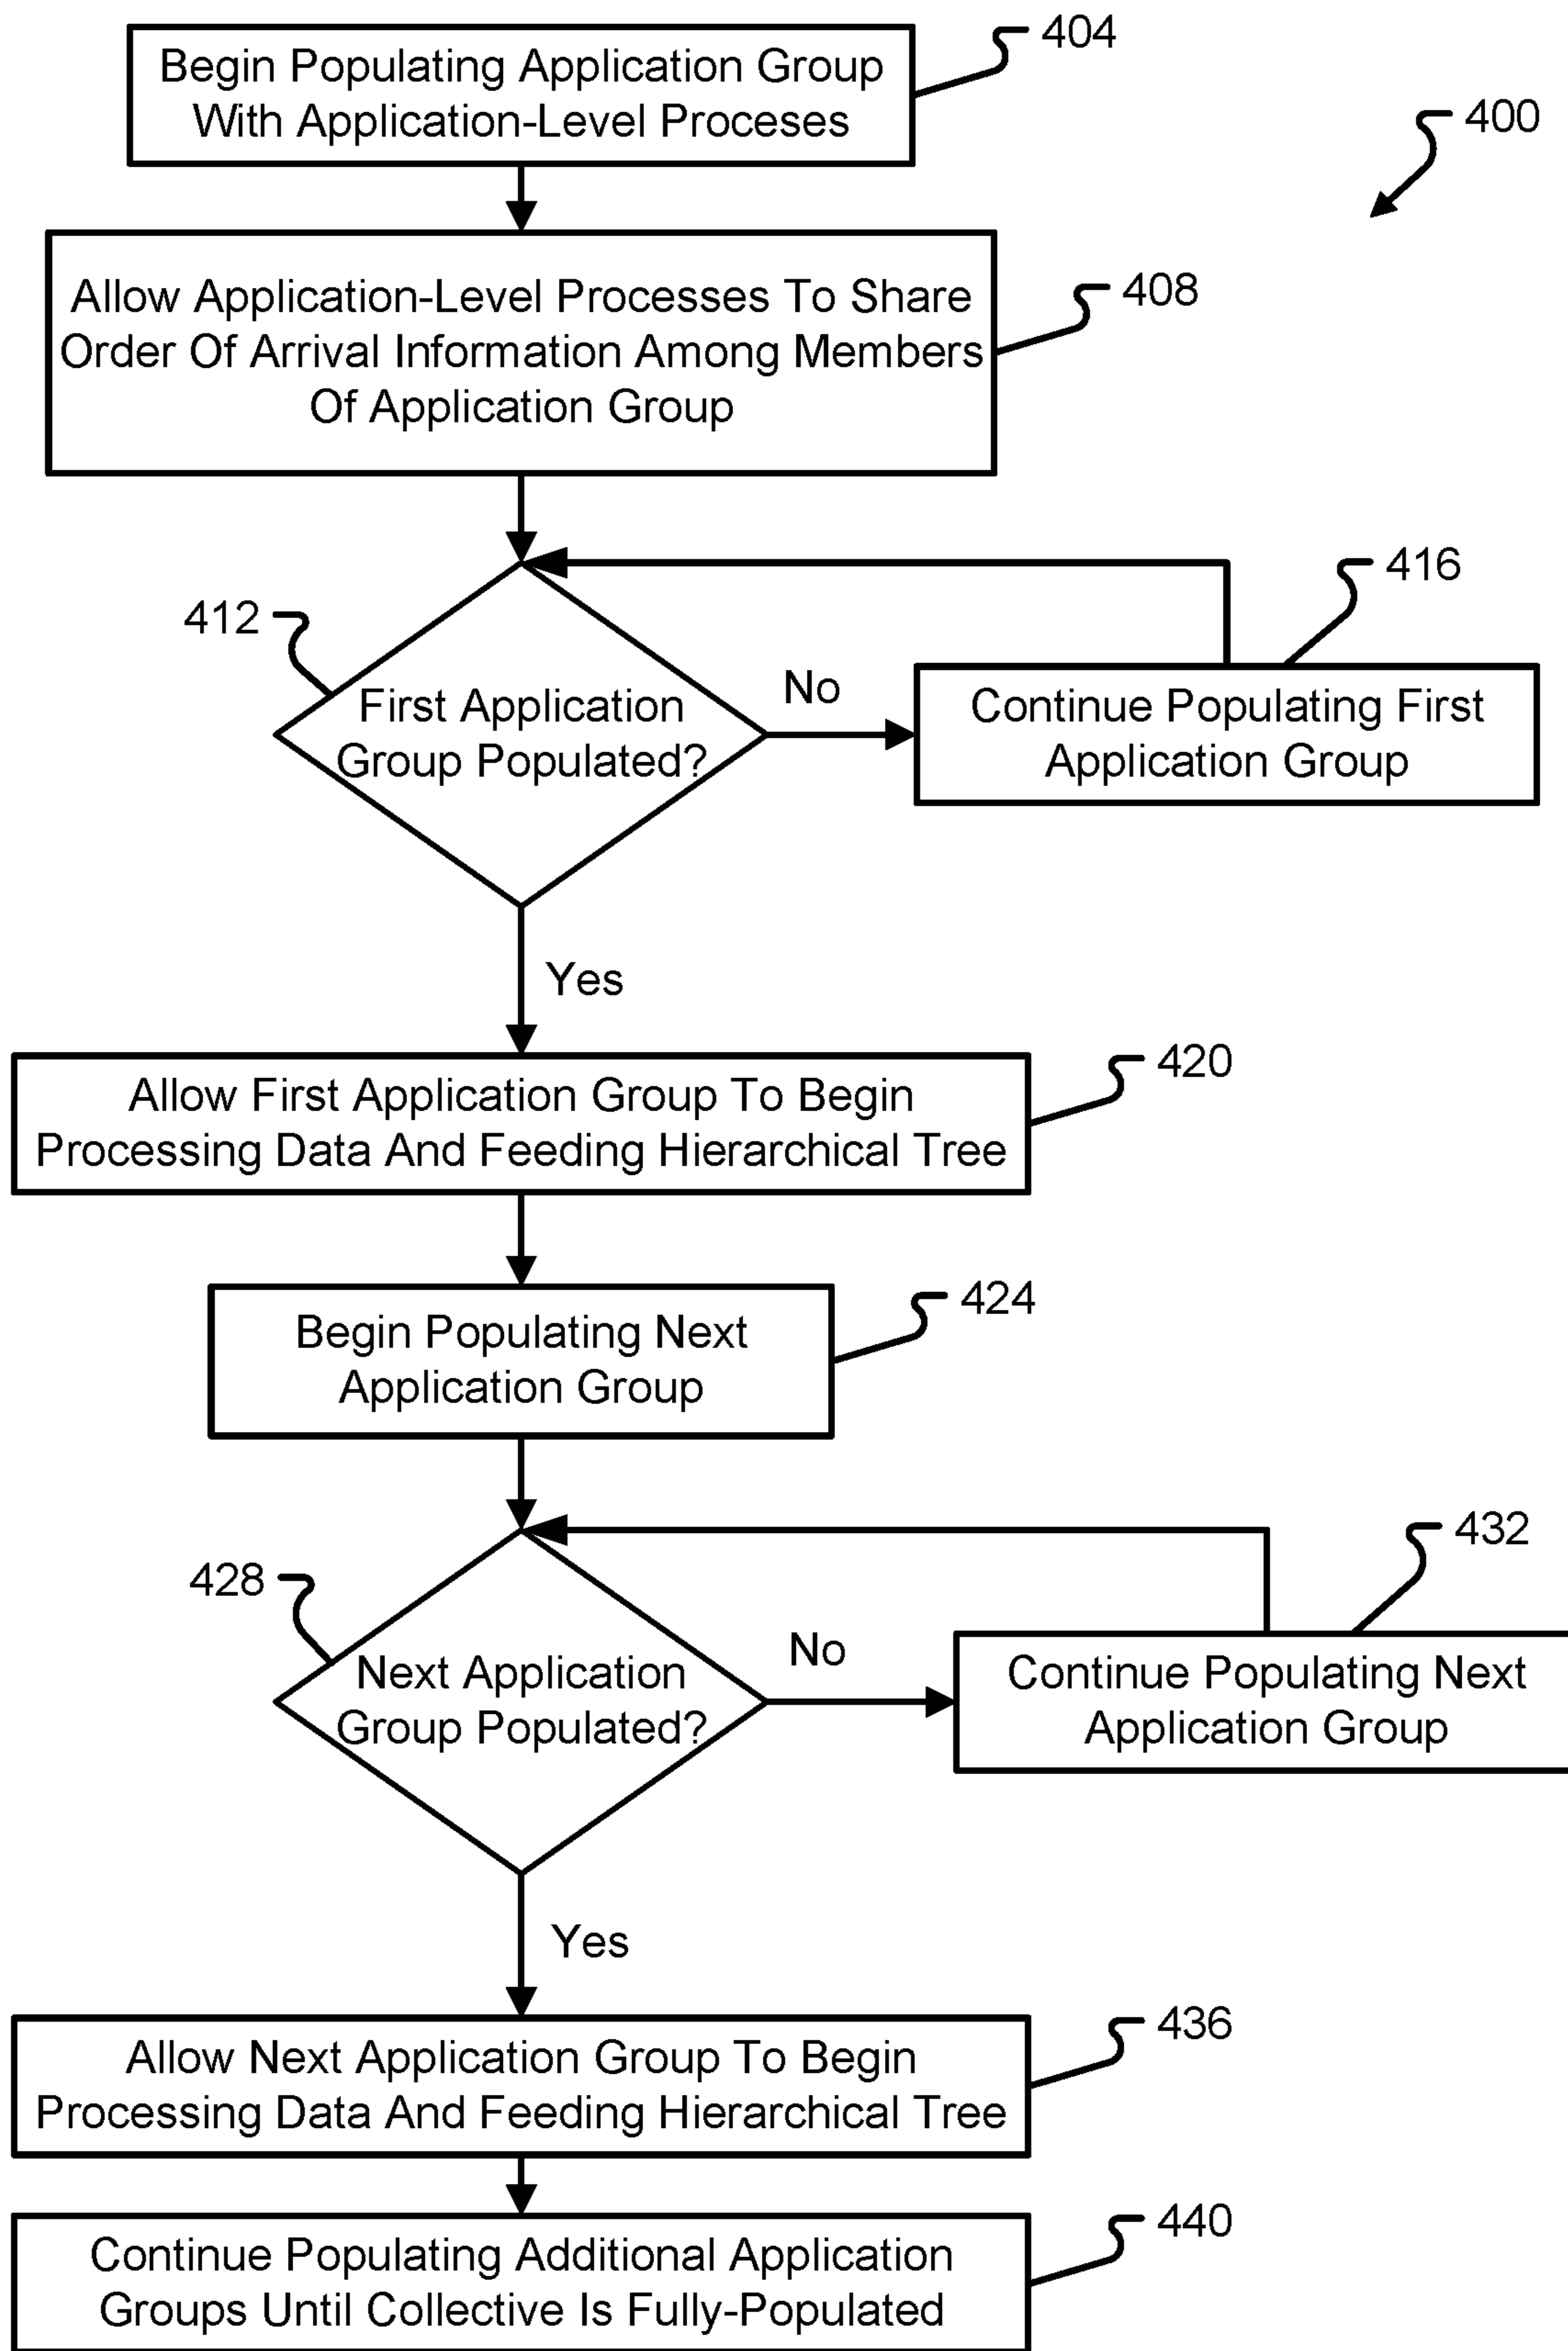 Begin Populating Application Group
With Application-Level Proceses
404
400
Allow Application-Level Processes To Share
Order Of Arrival Information Among Members
Of Application Group
408
412
First Application
Group Populated?
No
416
Continue Populating First
Application Group
Yes
Allow First Application Group To Begin
Processing Data And Feeding Hierarchical Tree
420
Begin Populating Next
Application Group
424
428
Next Application
Group Populated?
No
432
Continue Populating Next
Application Group
Yes
Allow Next Application Group To Begin
Processing Data And Feeding Hierarchical Tree
436
Continue Populating Additional Application
Groups Until Collective Is Fully-Populated
440